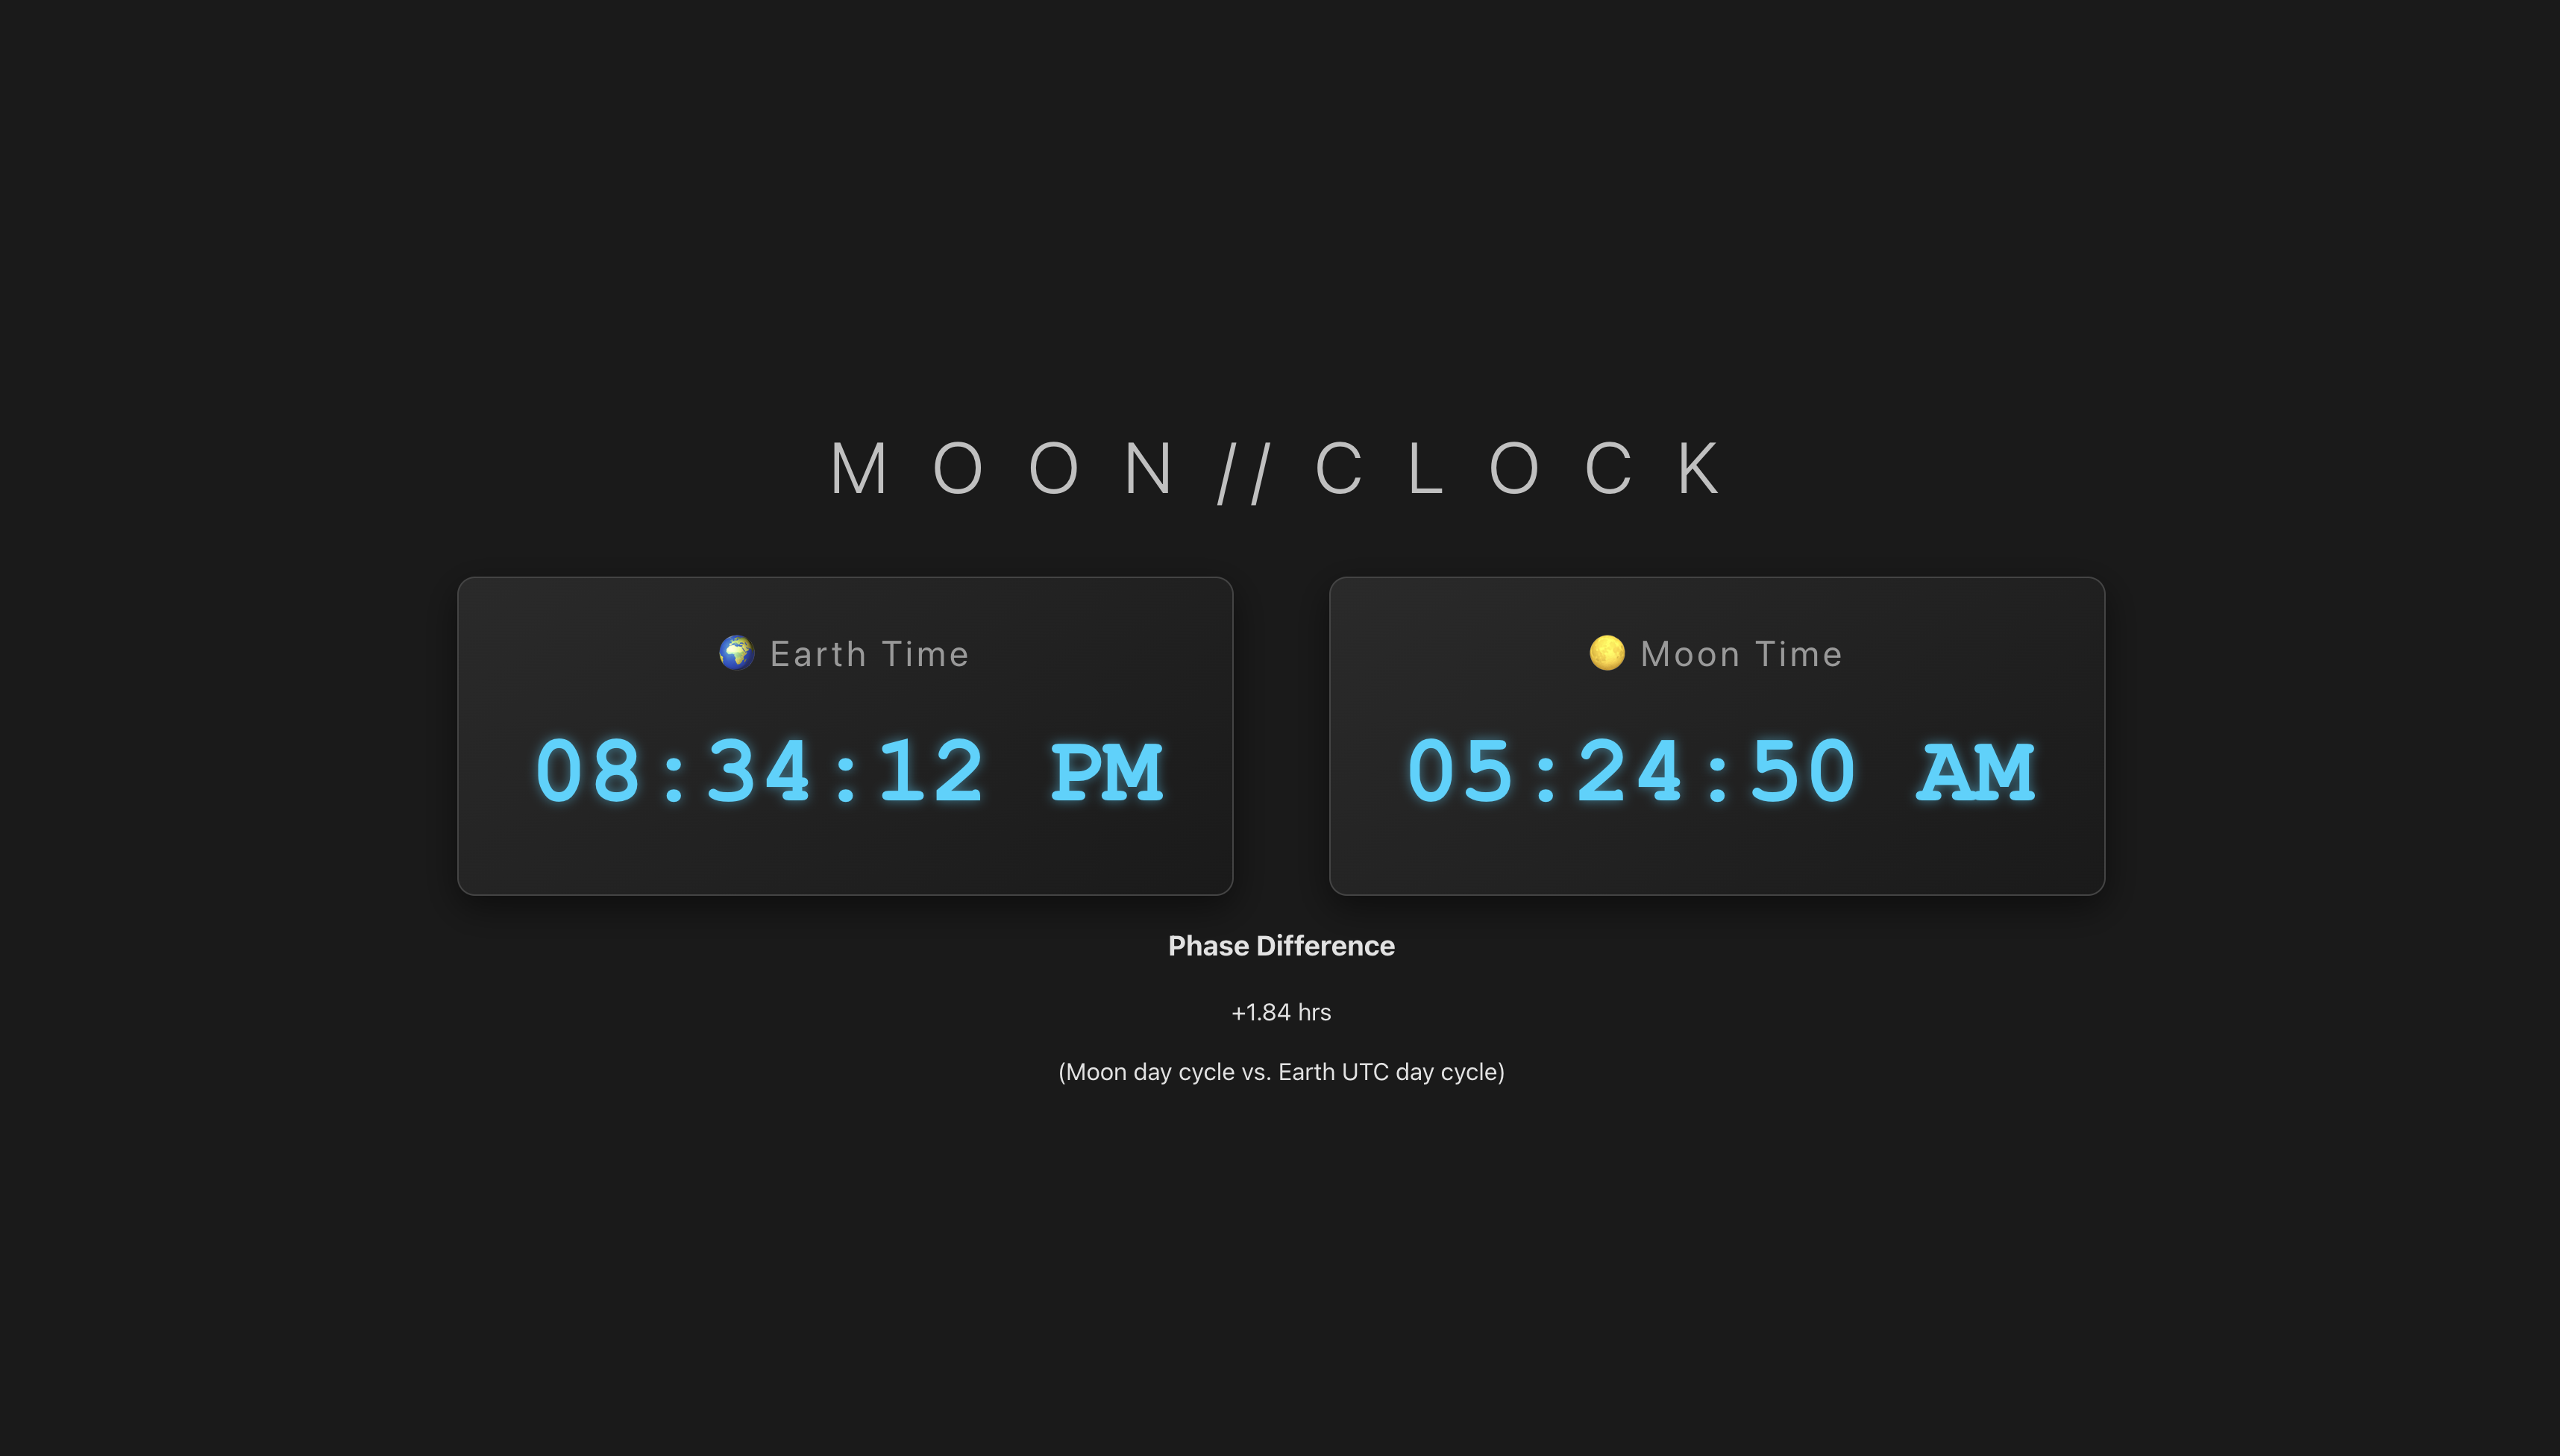 MOON//CLOCK
🌍 Earth Time
08:34:12 PM
🌕 Moon Time
05:24:50 AM
Phase Difference
+1.84 hrs
(Moon day cycle vs. Earth UTC day cycle)